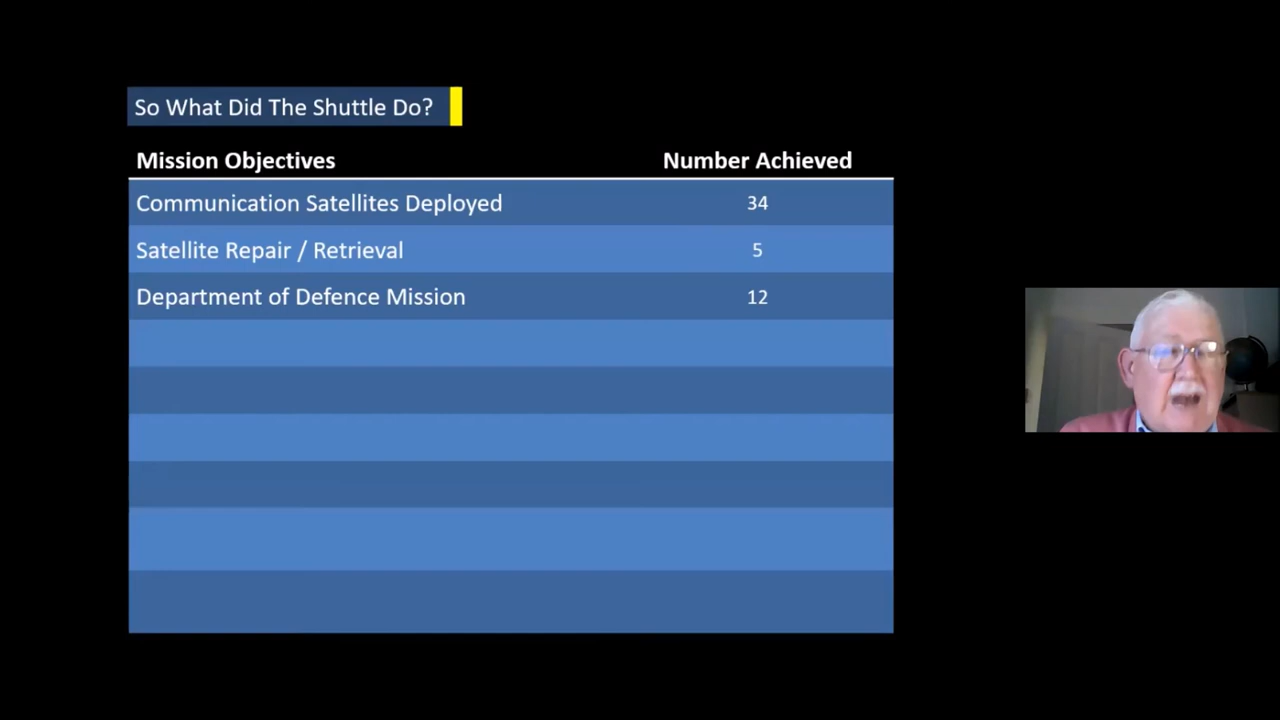 So What Did The Shuttle Do?
Mission Objectives Number Achieved
Communication Satellites Deployed 34
Satellite Repair / Retrieval 5
Department of Defence Mission 12